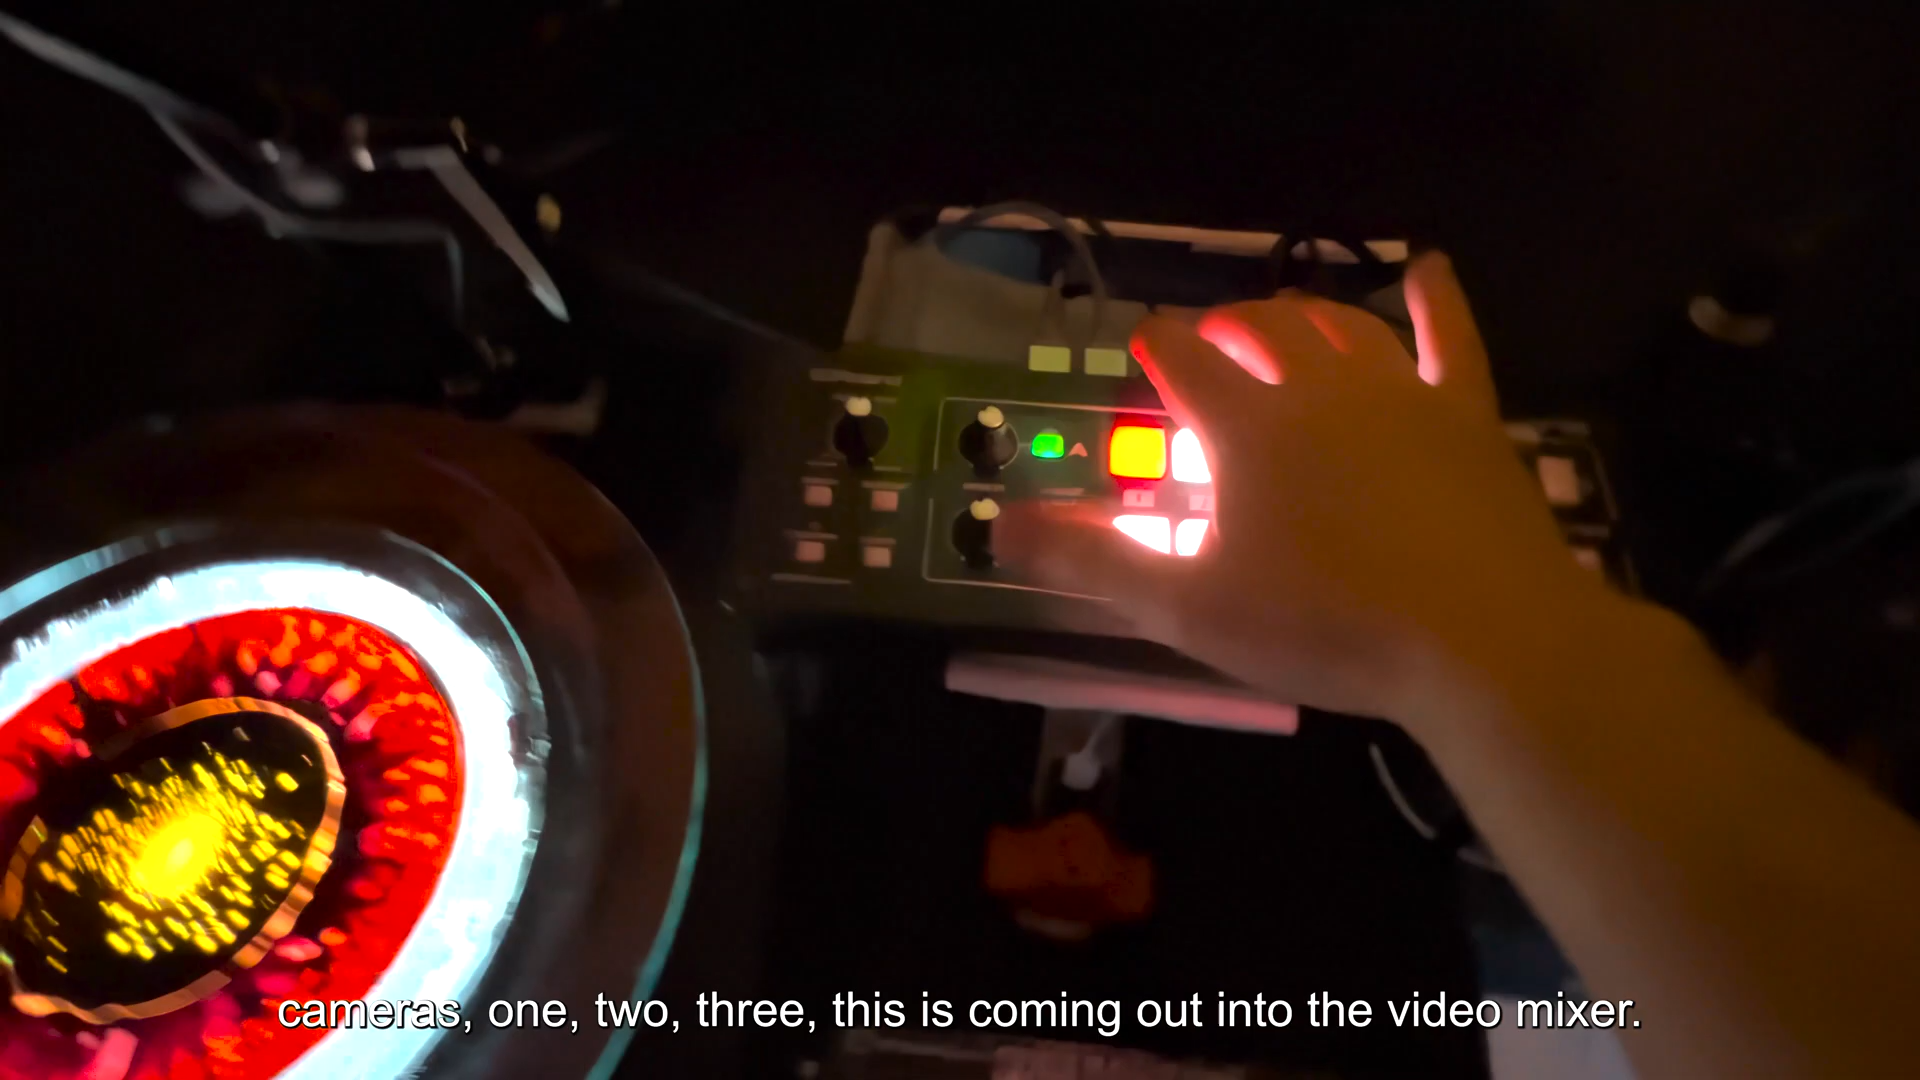 cameras, one, two, three, this is coming out into the video mixer.